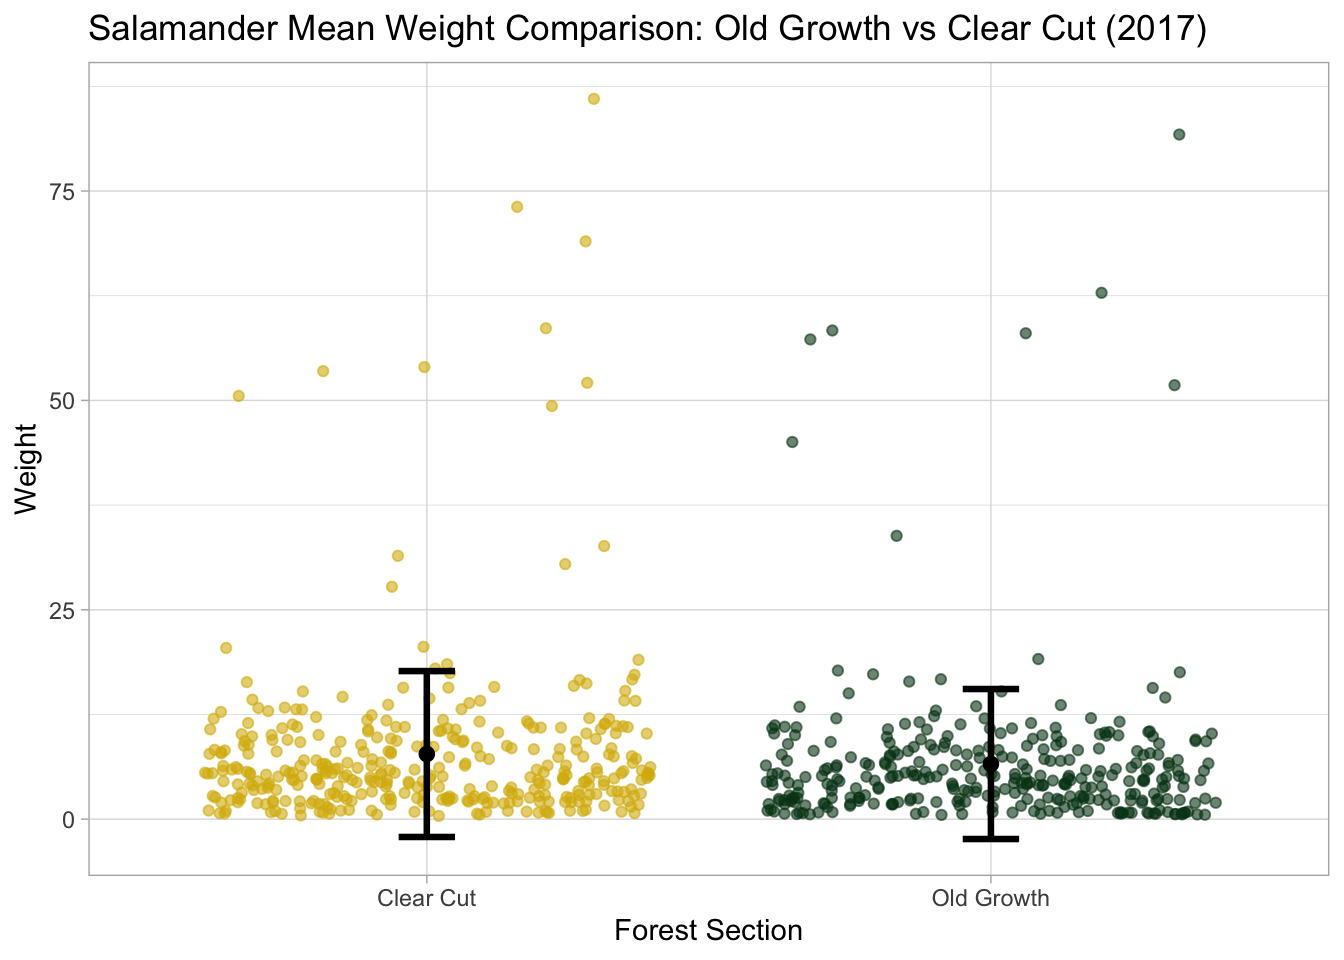 Salamander Mean Weight Comparison: Old Growth vs Clear Cut (2017)
75
50
25
0
Weight
Clear Cut
Old Growth
Forest Section